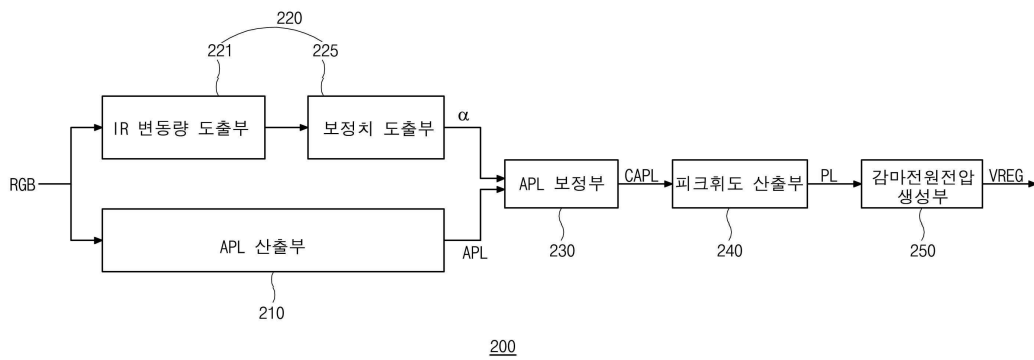 220
221
225
IR 변동량 도출부
보정치 도출부
α
RGB
APL 보정부
CAPL
피크휘도 산출부
PL
감마전원전압
생성부
VREG
APL 산출부
APL
230
240
250
210
200